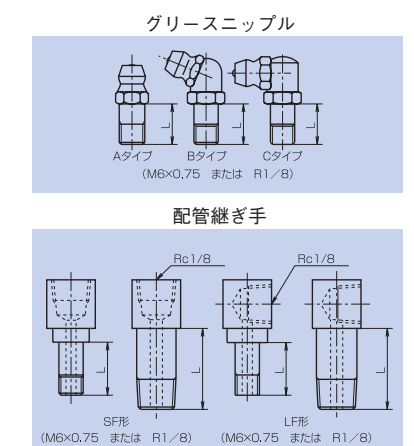 グリースニップル
L L L
Aタイプ Bタイプ Cタイプ
(M6×0.75 または R1/8)
配管継ぎ手
Rc1/8 Rc1/8
L L L L
SF形 LF形
(M6×0.75 または R1/8) (M6×0.75 または R1/8)